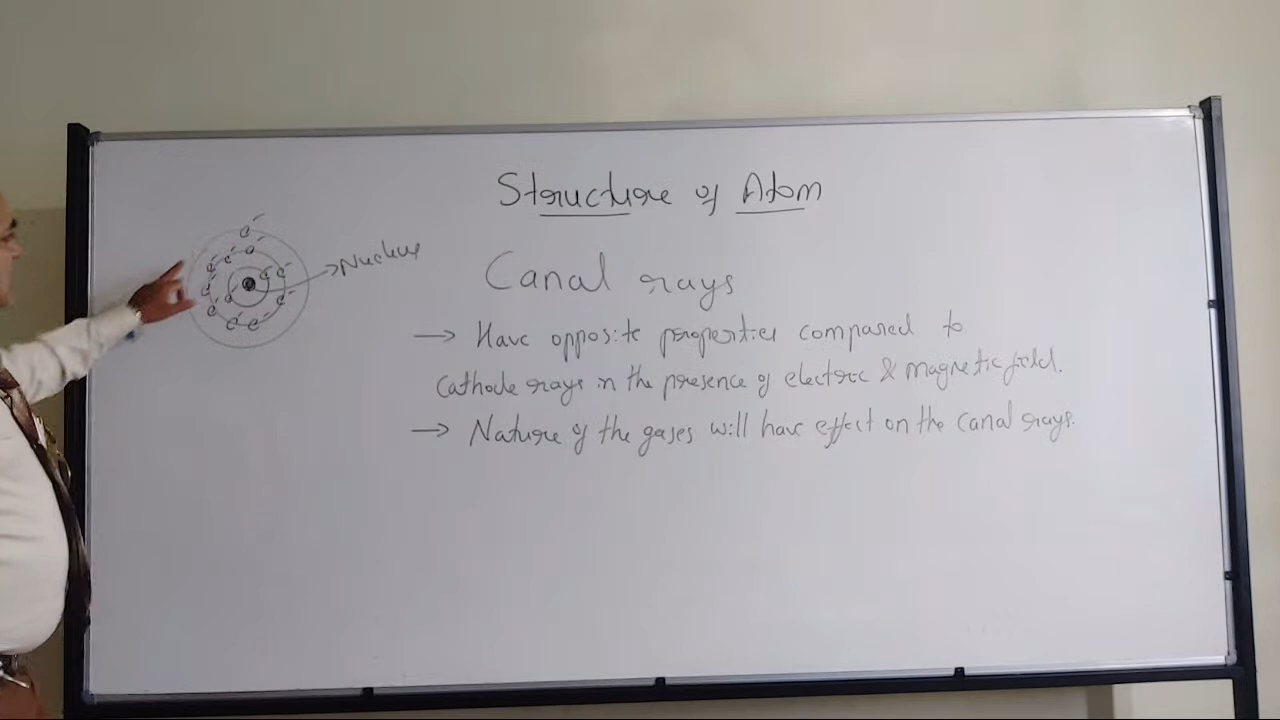 Structure of Atom
e⁻
e⁻ e⁻ e⁻
e⁻ e⁻
e⁻ e⁻ e⁻
e⁻ e⁻
→Nucleus
Canal rays
→ Have opposite properties compared to
cathode rays in the presence of electric & magnetic field.
→ Nature of the gases will have effect on the canal rays.